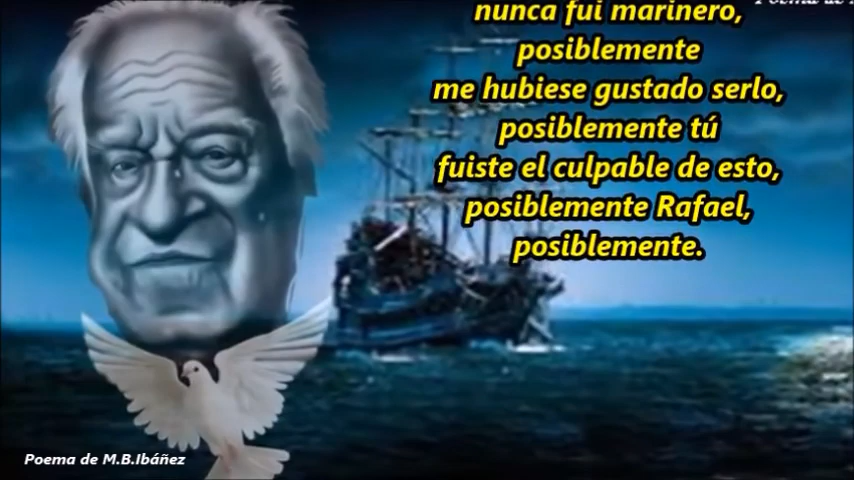 nunca fui marinero,
posiblemente
me hubiese gustado serlo,
posiblemente tú
fuiste el culpable de esto,
posiblemente Rafael,
posiblemente.
Poema de M.B.Ibáñez